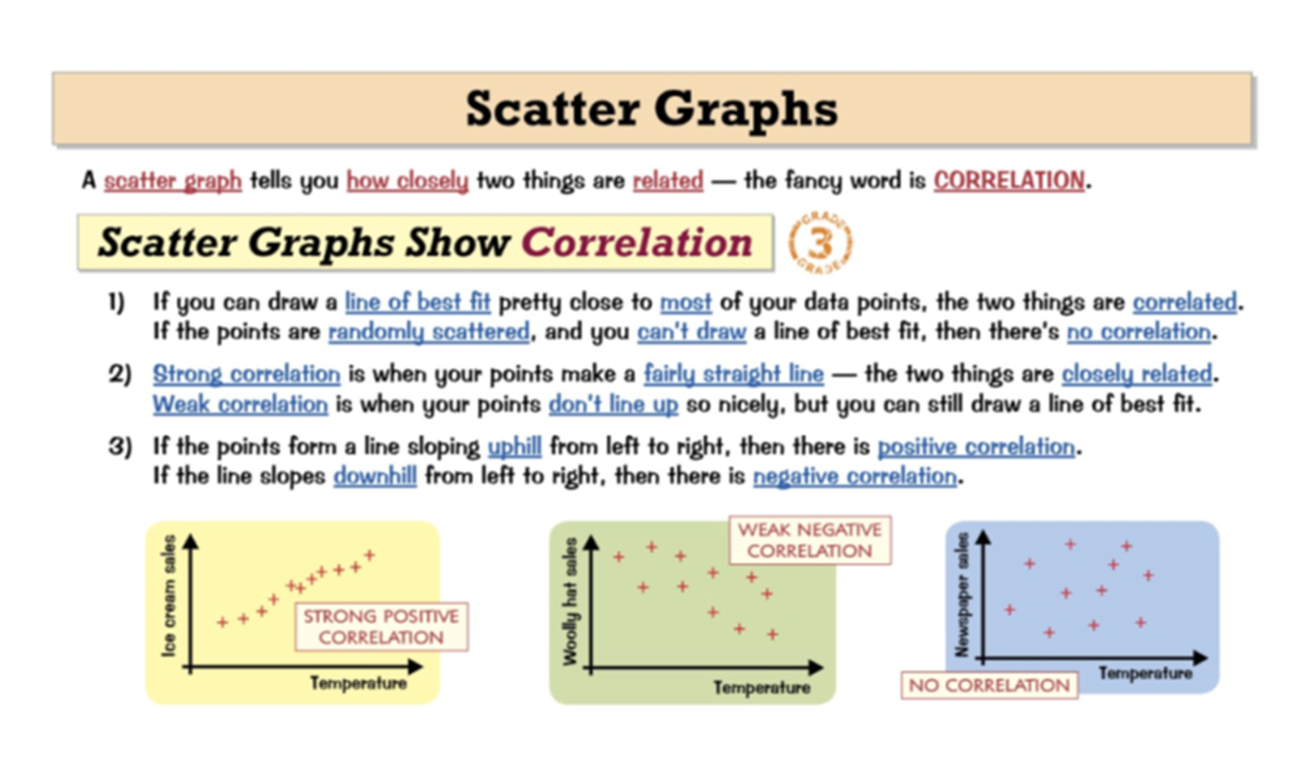 Scatter Graphs
A scatter graph tells you how closely two things are related — the fancy word is CORRELATION.
Scatter Graphs Show Correlation
GRADE 3 GRADE
1) If you can draw a line of best fit pretty close to most of your data points, the two things are correlated.
If the points are randomly scattered, and you can't draw a line of best fit, then there's no correlation.
2) Strong correlation is when your points make a fairly straight line — the two things are closely related.
Weak correlation is when your points don't line up so nicely, but you can still draw a line of best fit.
3) If the points form a line sloping uphill from left to right, then there is positive correlation.
If the line slopes downhill from left to right, then there is negative correlation.
Ice cream sales
STRONG POSITIVE
CORRELATION
Temperature
Woolly hat sales
WEAK NEGATIVE
CORRELATION
Temperature
Newspaper sales
Temperature
NO CORRELATION